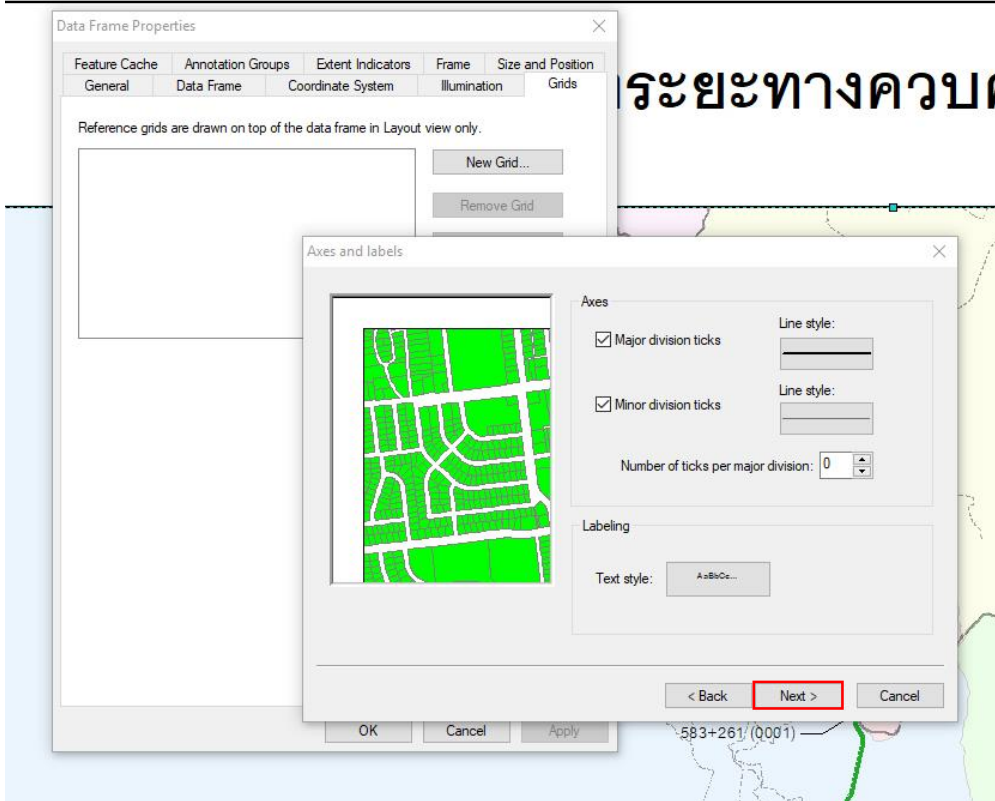 Data Frame Properties
Feature Cache Annotation Groups Extent Indicators Frame Size and Position
General Data Frame Coordinate System Illumination Grids
Reference grids are drawn on top of the data frame in Layout view only.
New Grid...
Remove Grid
ระยะทางควบ
Axes and labels
Axes
Major division ticks
Line style:
Minor division ticks
Line style:
Number of ticks per major division: 0
Labeling
Text style: AaBbCc...
< Back Next > Cancel
OK Cancel Apply
583+261 (0001)